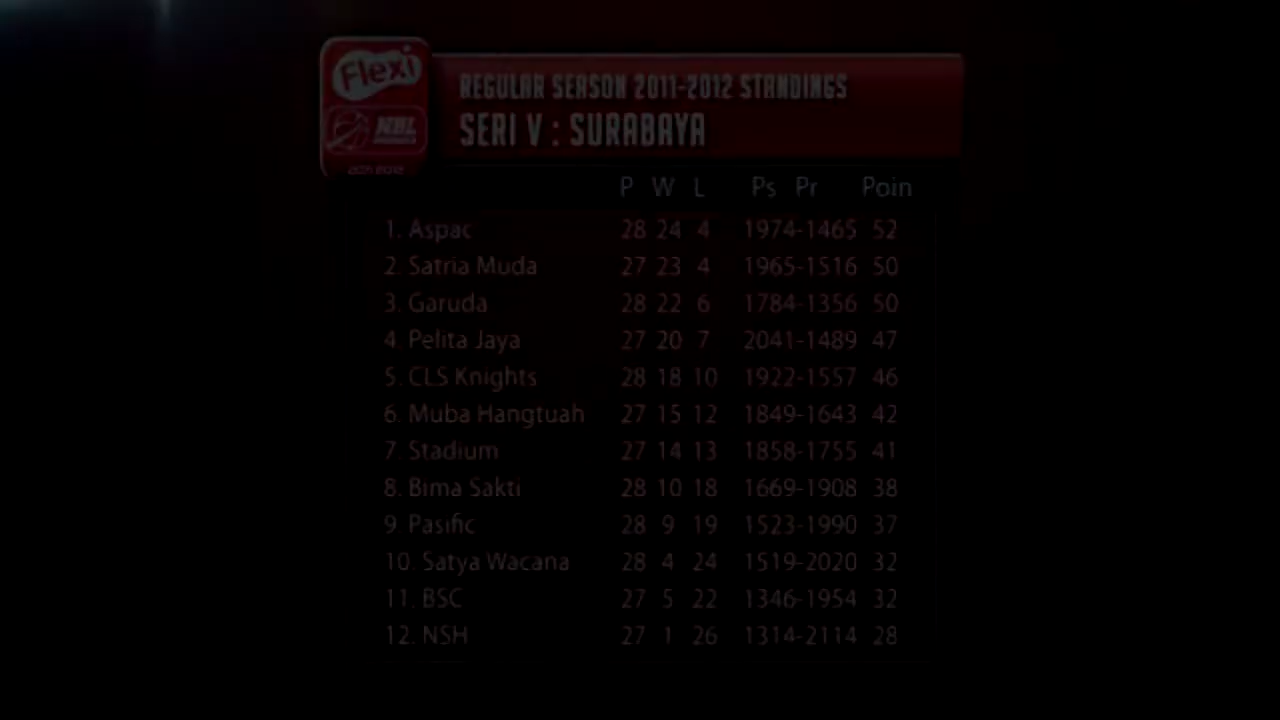 Flexi
NBL
REGULAR SEASON 2011-2012 STANDINGS
SERI V : SURABAYA
P W L Ps Pr Poin
1. Aspac 28 24 4 1974-1465 52
2. Satria Muda 27 23 4 1965-1516 50
3. Garuda 28 22 6 1784-1356 50
4. Pelita Jaya 27 20 7 2041-1489 47
5. CLS Knights 28 18 10 1922-1557 46
6. Muba Hangtuah 27 15 12 1849-1643 42
7. Stadium 27 14 13 1858-1755 41
8. Bima Sakti 28 10 18 1669-1908 38
9. Pasific 28 9 19 1523-1990 37
10. Satya Wacana 28 4 24 1519-2020 32
11. BSC 27 5 22 1346-1954 32
12. NSH 27 1 26 1314-2114 28